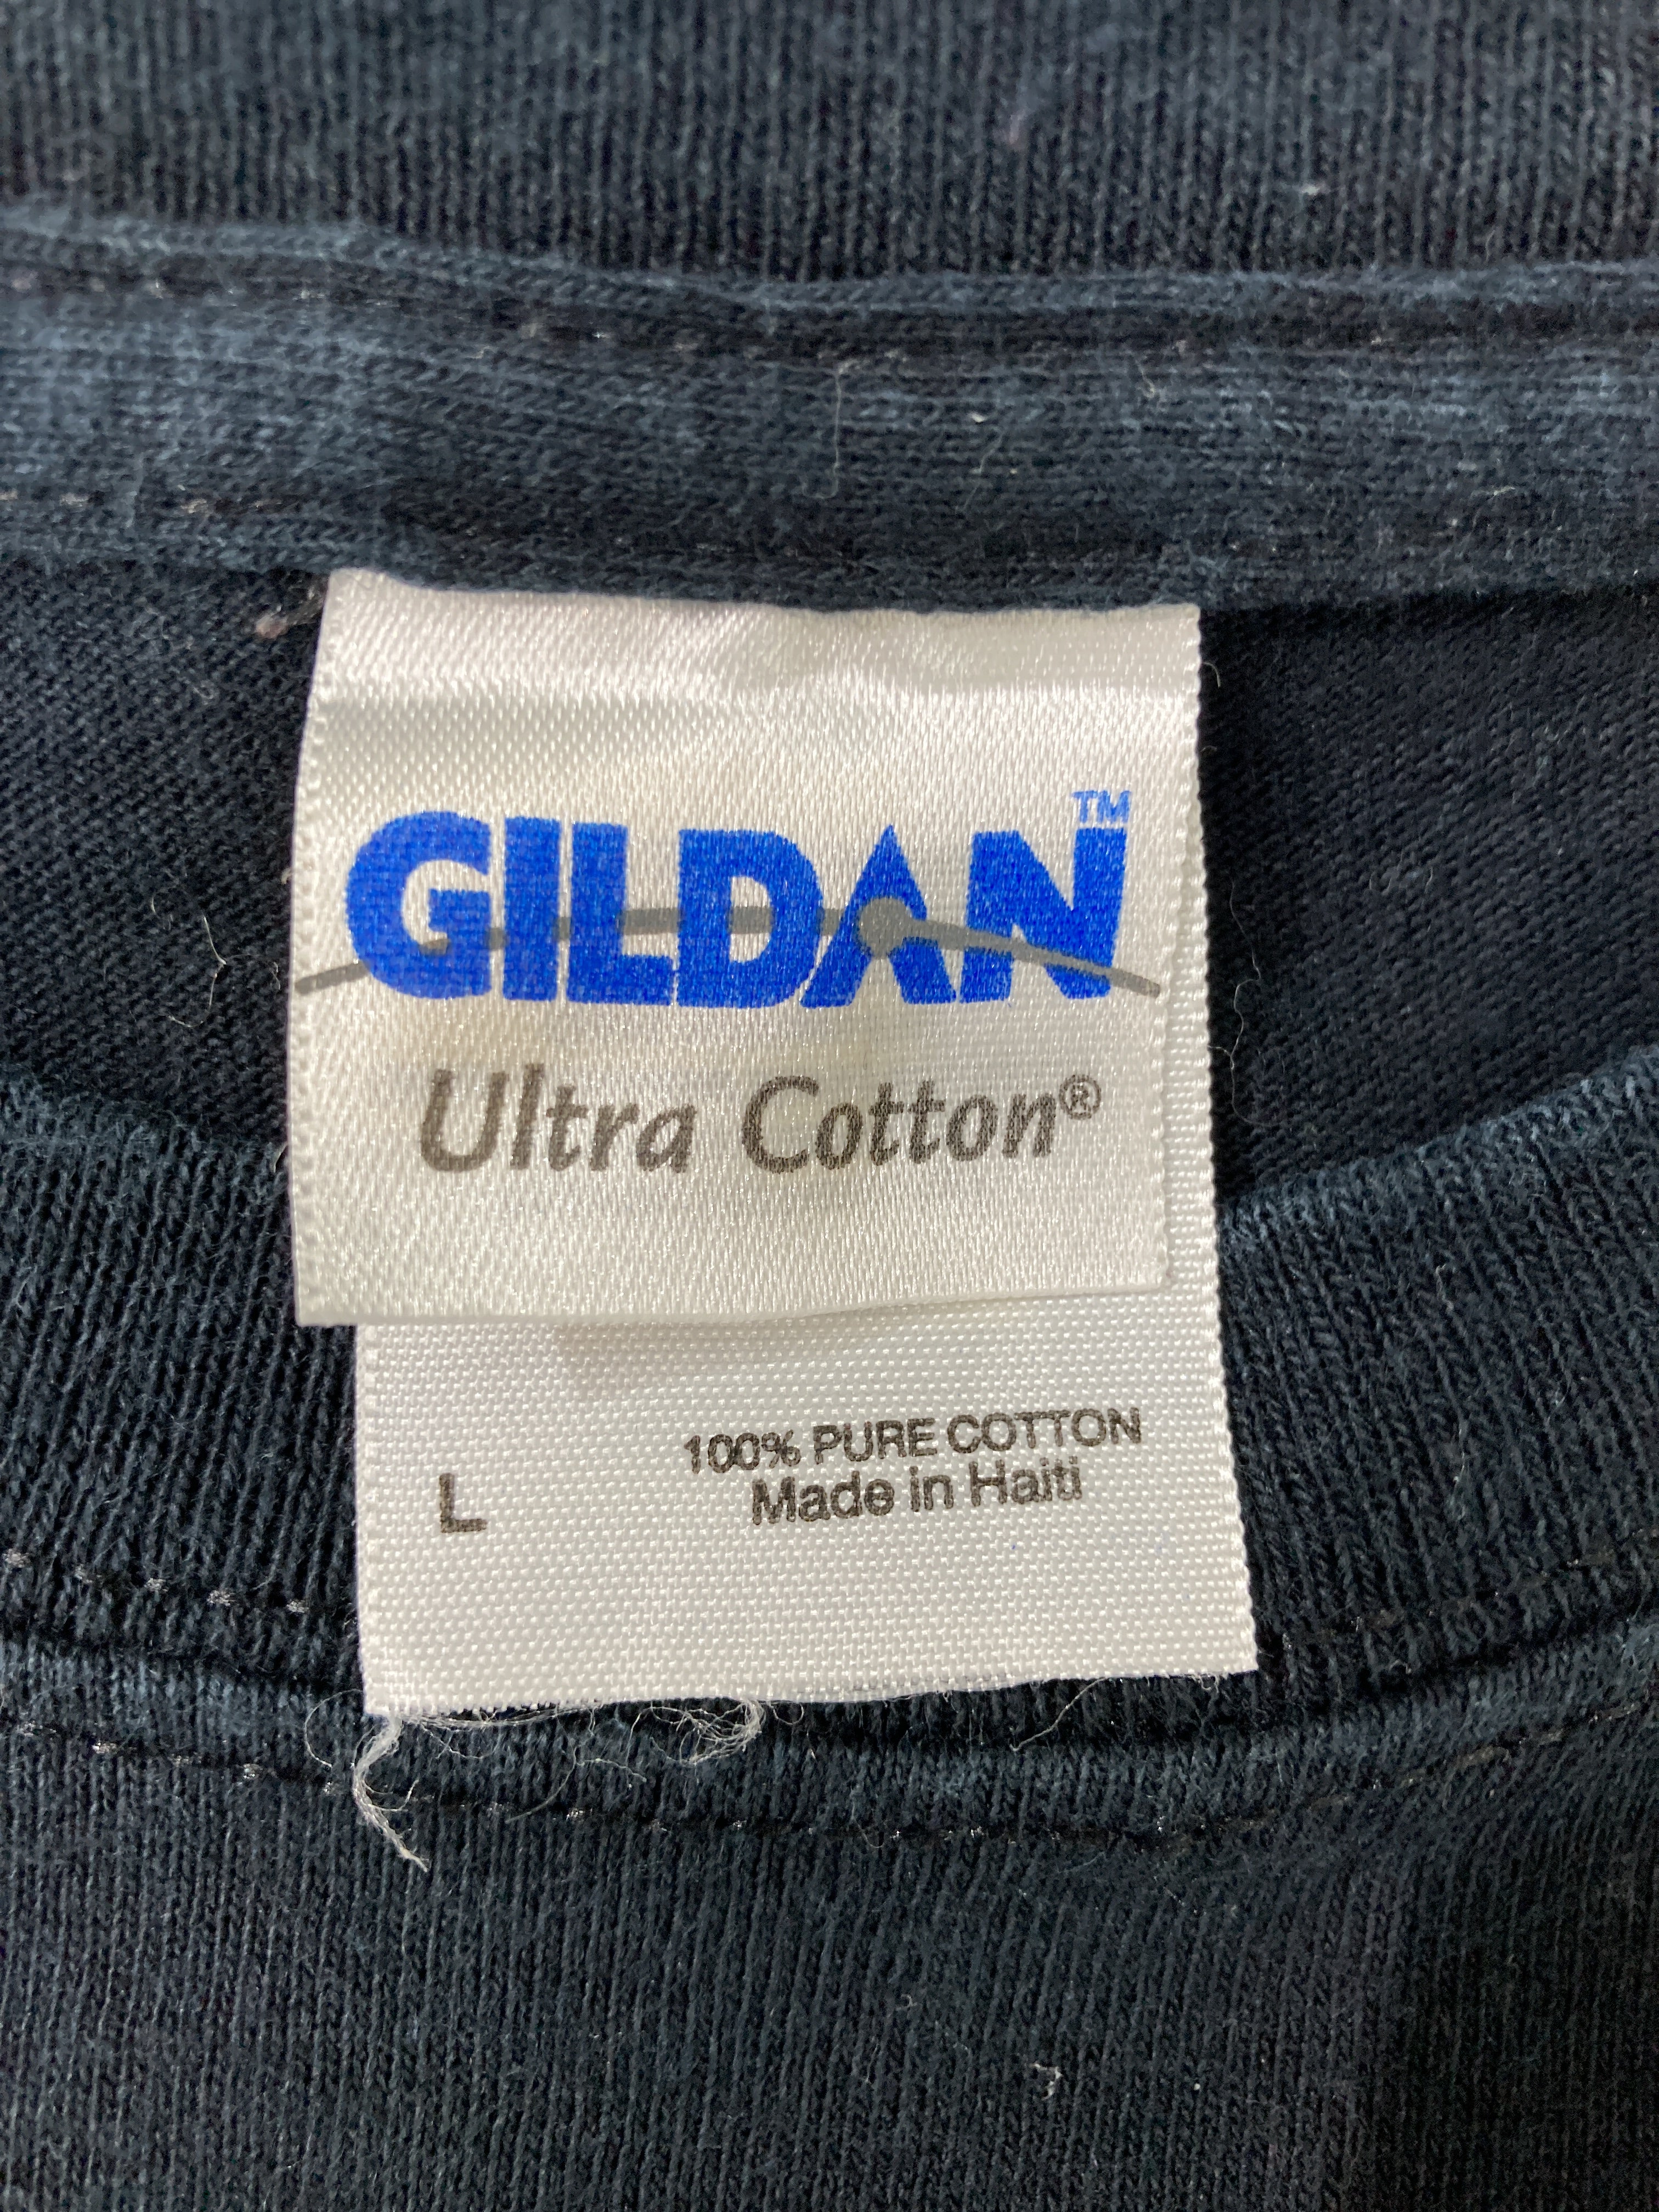 GILDAN™
Ultra Cotton®
L
100% PURE COTTON
Made in Haiti